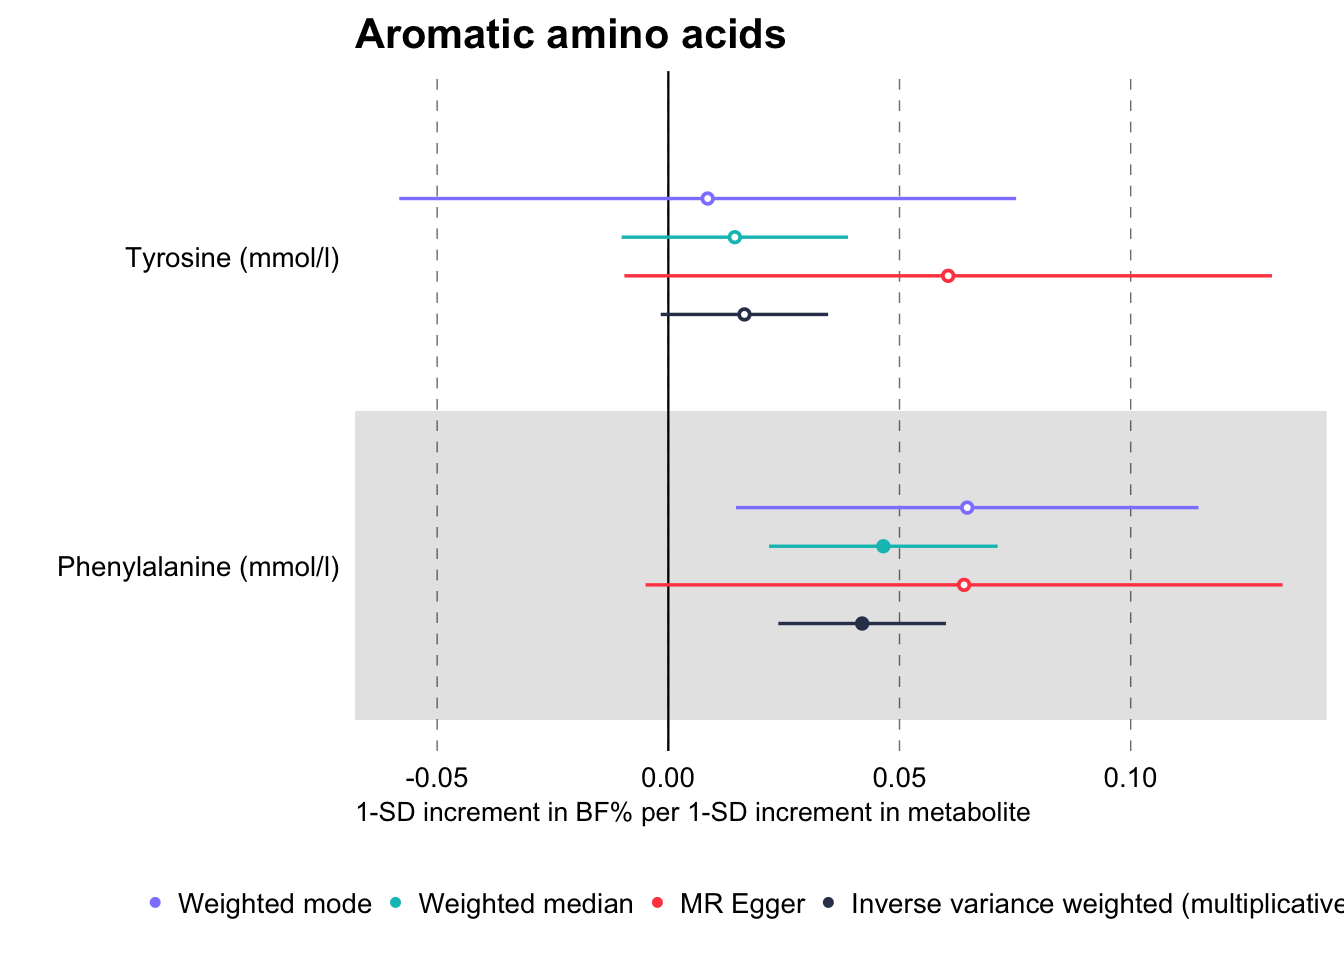 Aromatic amino acids
Tyrosine (mmol/l)
Phenylalanine (mmol/l)
-0.05 0.00 0.05 0.10
1-SD increment in BF% per 1-SD increment in metabolite
Weighted mode Weighted median MR Egger Inverse variance weighted (multiplicative